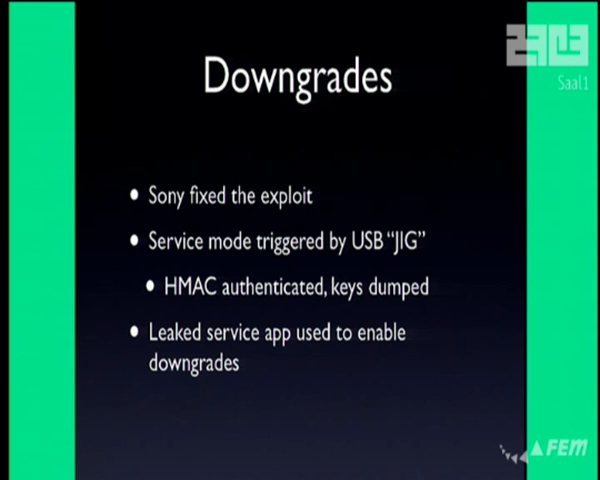 27C3
Saal1
Downgrades
• Sony fixed the exploit
• Service mode triggered by USB “JIG”
• HMAC authenticated, keys dumped
• Leaked service app used to enable
downgrades
FEM